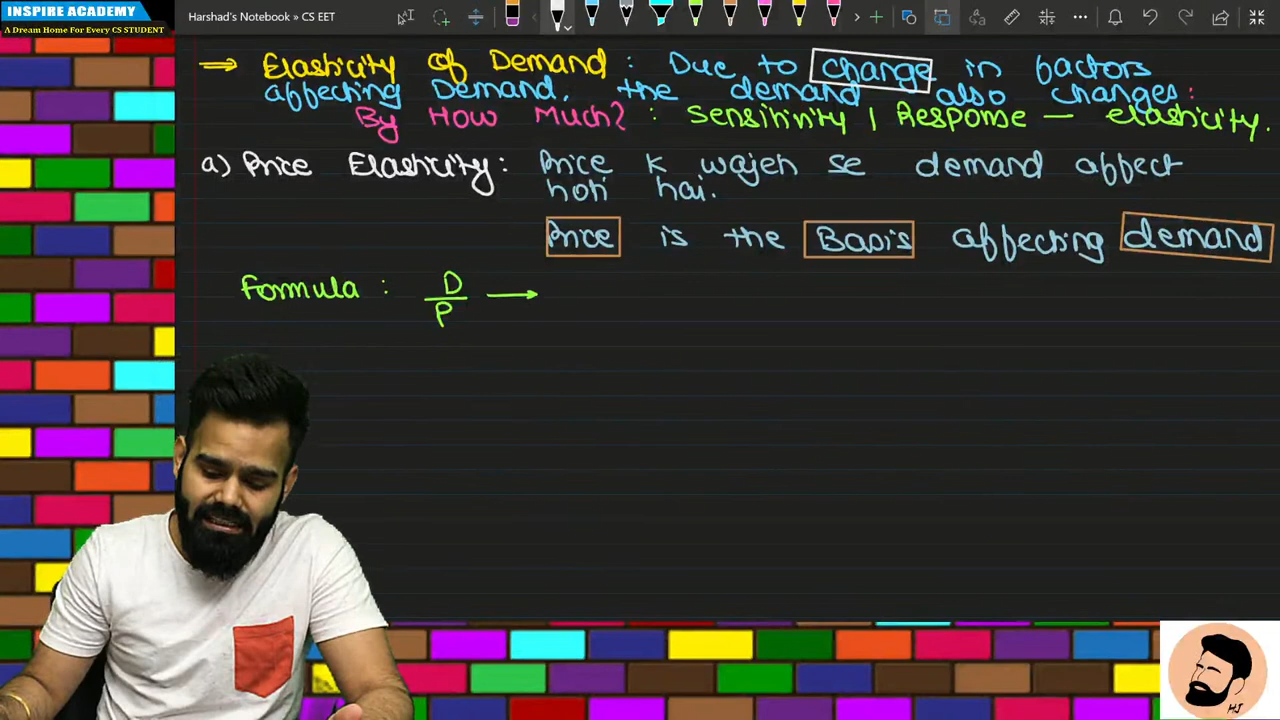 INSPIRE ACADEMY
A Dream Home For Every CS STUDENT
Harshad's Notebook » CS EET
⇒ Elasticity of Demand : Due to change in factors
affecting Demand, the demand also changes:
By How Much? : Sensitivity | Response — elasticity.
a) Price Elasticity: Price k wajeh se demand affect
hoti hai.
Price is the Basis affecting demand
Formula : D
P →
HJ